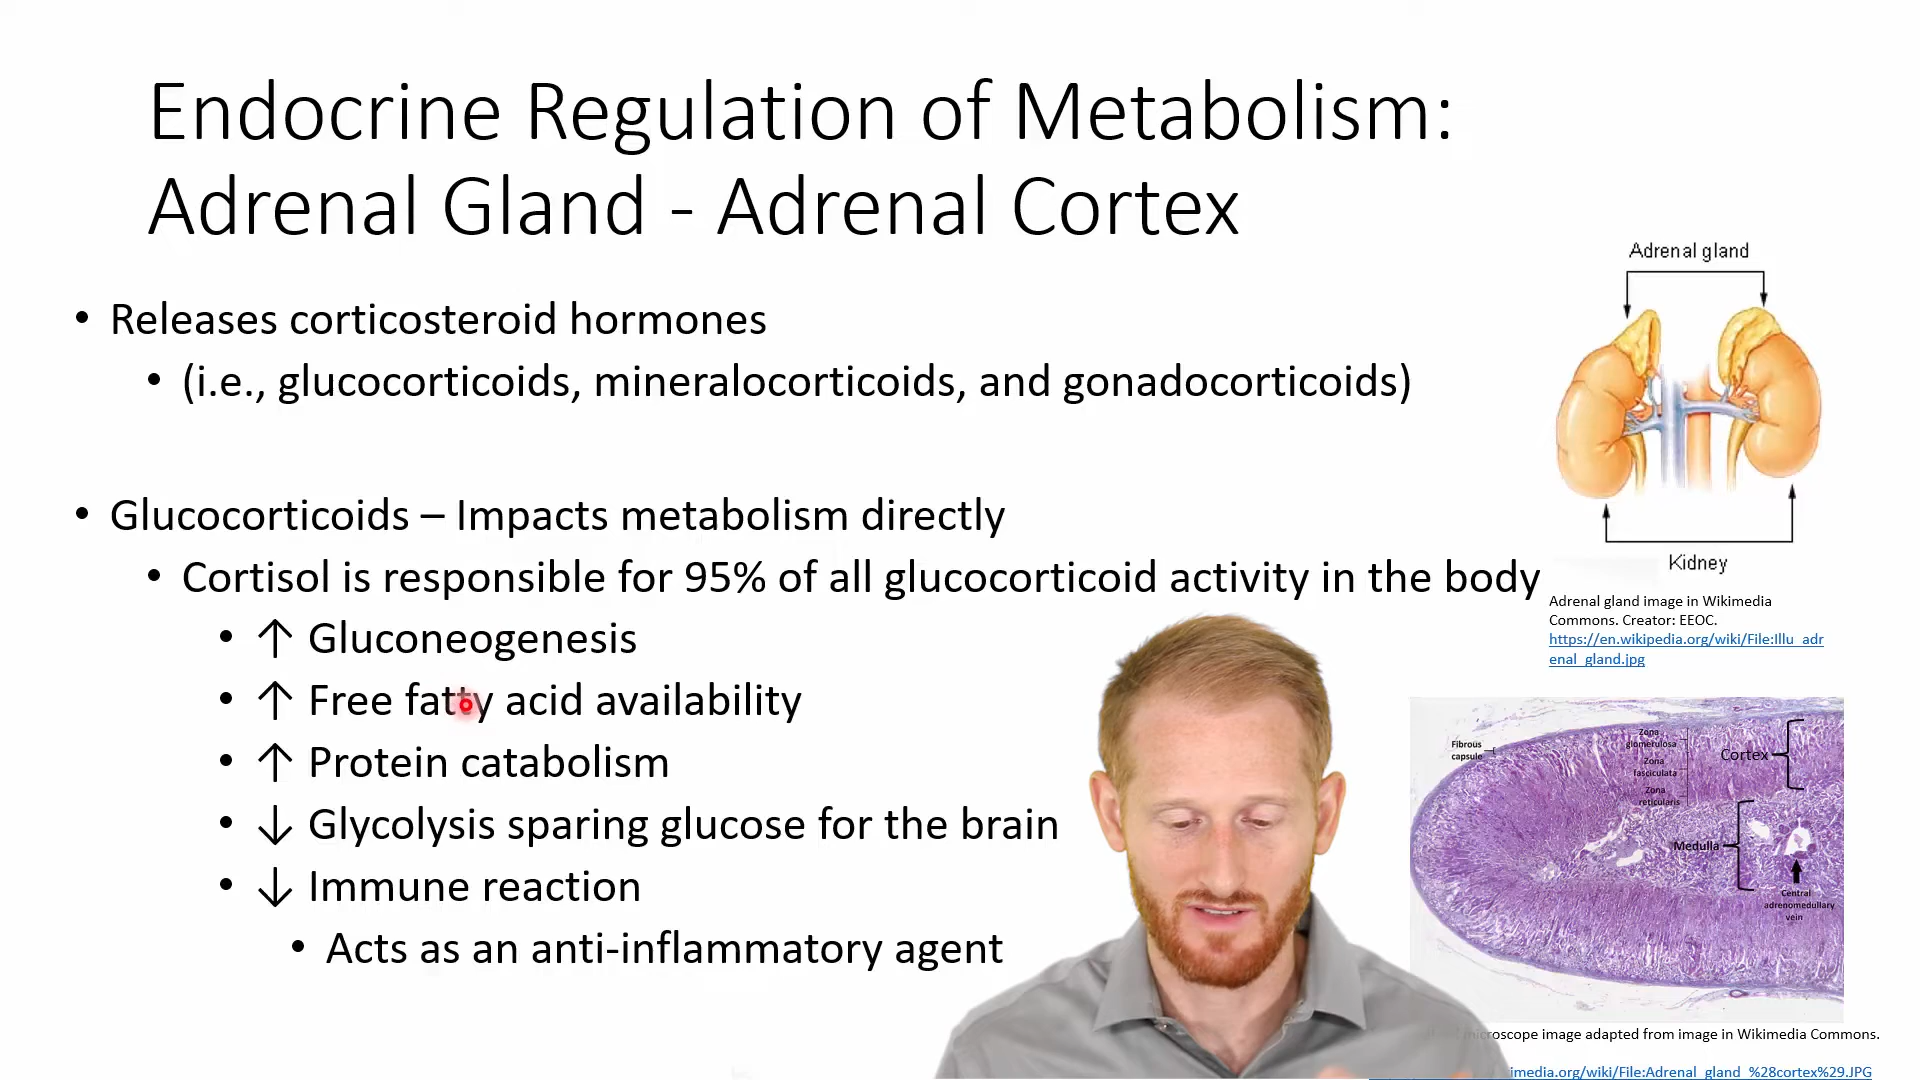 Endocrine Regulation of Metabolism:
Adrenal Gland - Adrenal Cortex
• Releases corticosteroid hormones
• (i.e., glucocorticoids, mineralocorticoids, and gonadocorticoids)
• Glucocorticoids – Impacts metabolism directly
• Cortisol is responsible for 95% of all glucocorticoid activity in the body
• ↑ Gluconeogenesis
• ↑ Free fatty acid availability
• ↑ Protein catabolism
• ↓ Glycolysis sparing glucose for the brain
• ↓ Immune reaction
• Acts as an anti-inflammatory agent
Adrenal gland
Kidney
Adrenal gland image in Wikimedia
Commons. Creator: EEOC.
https://en.wikipedia.org/wiki/File:Illu_adr
enal_gland.jpg
Fibrous
capsule
Zona
glomerulosa
Zona
fasciculata
Zona
reticularis
Cortex
Medulla
Central
adrenomedullary
vein
image adapted from image in Wikimedia Commons.
imedia.org/wiki/File:Adrenal_gland_%28cortex%29.JPG